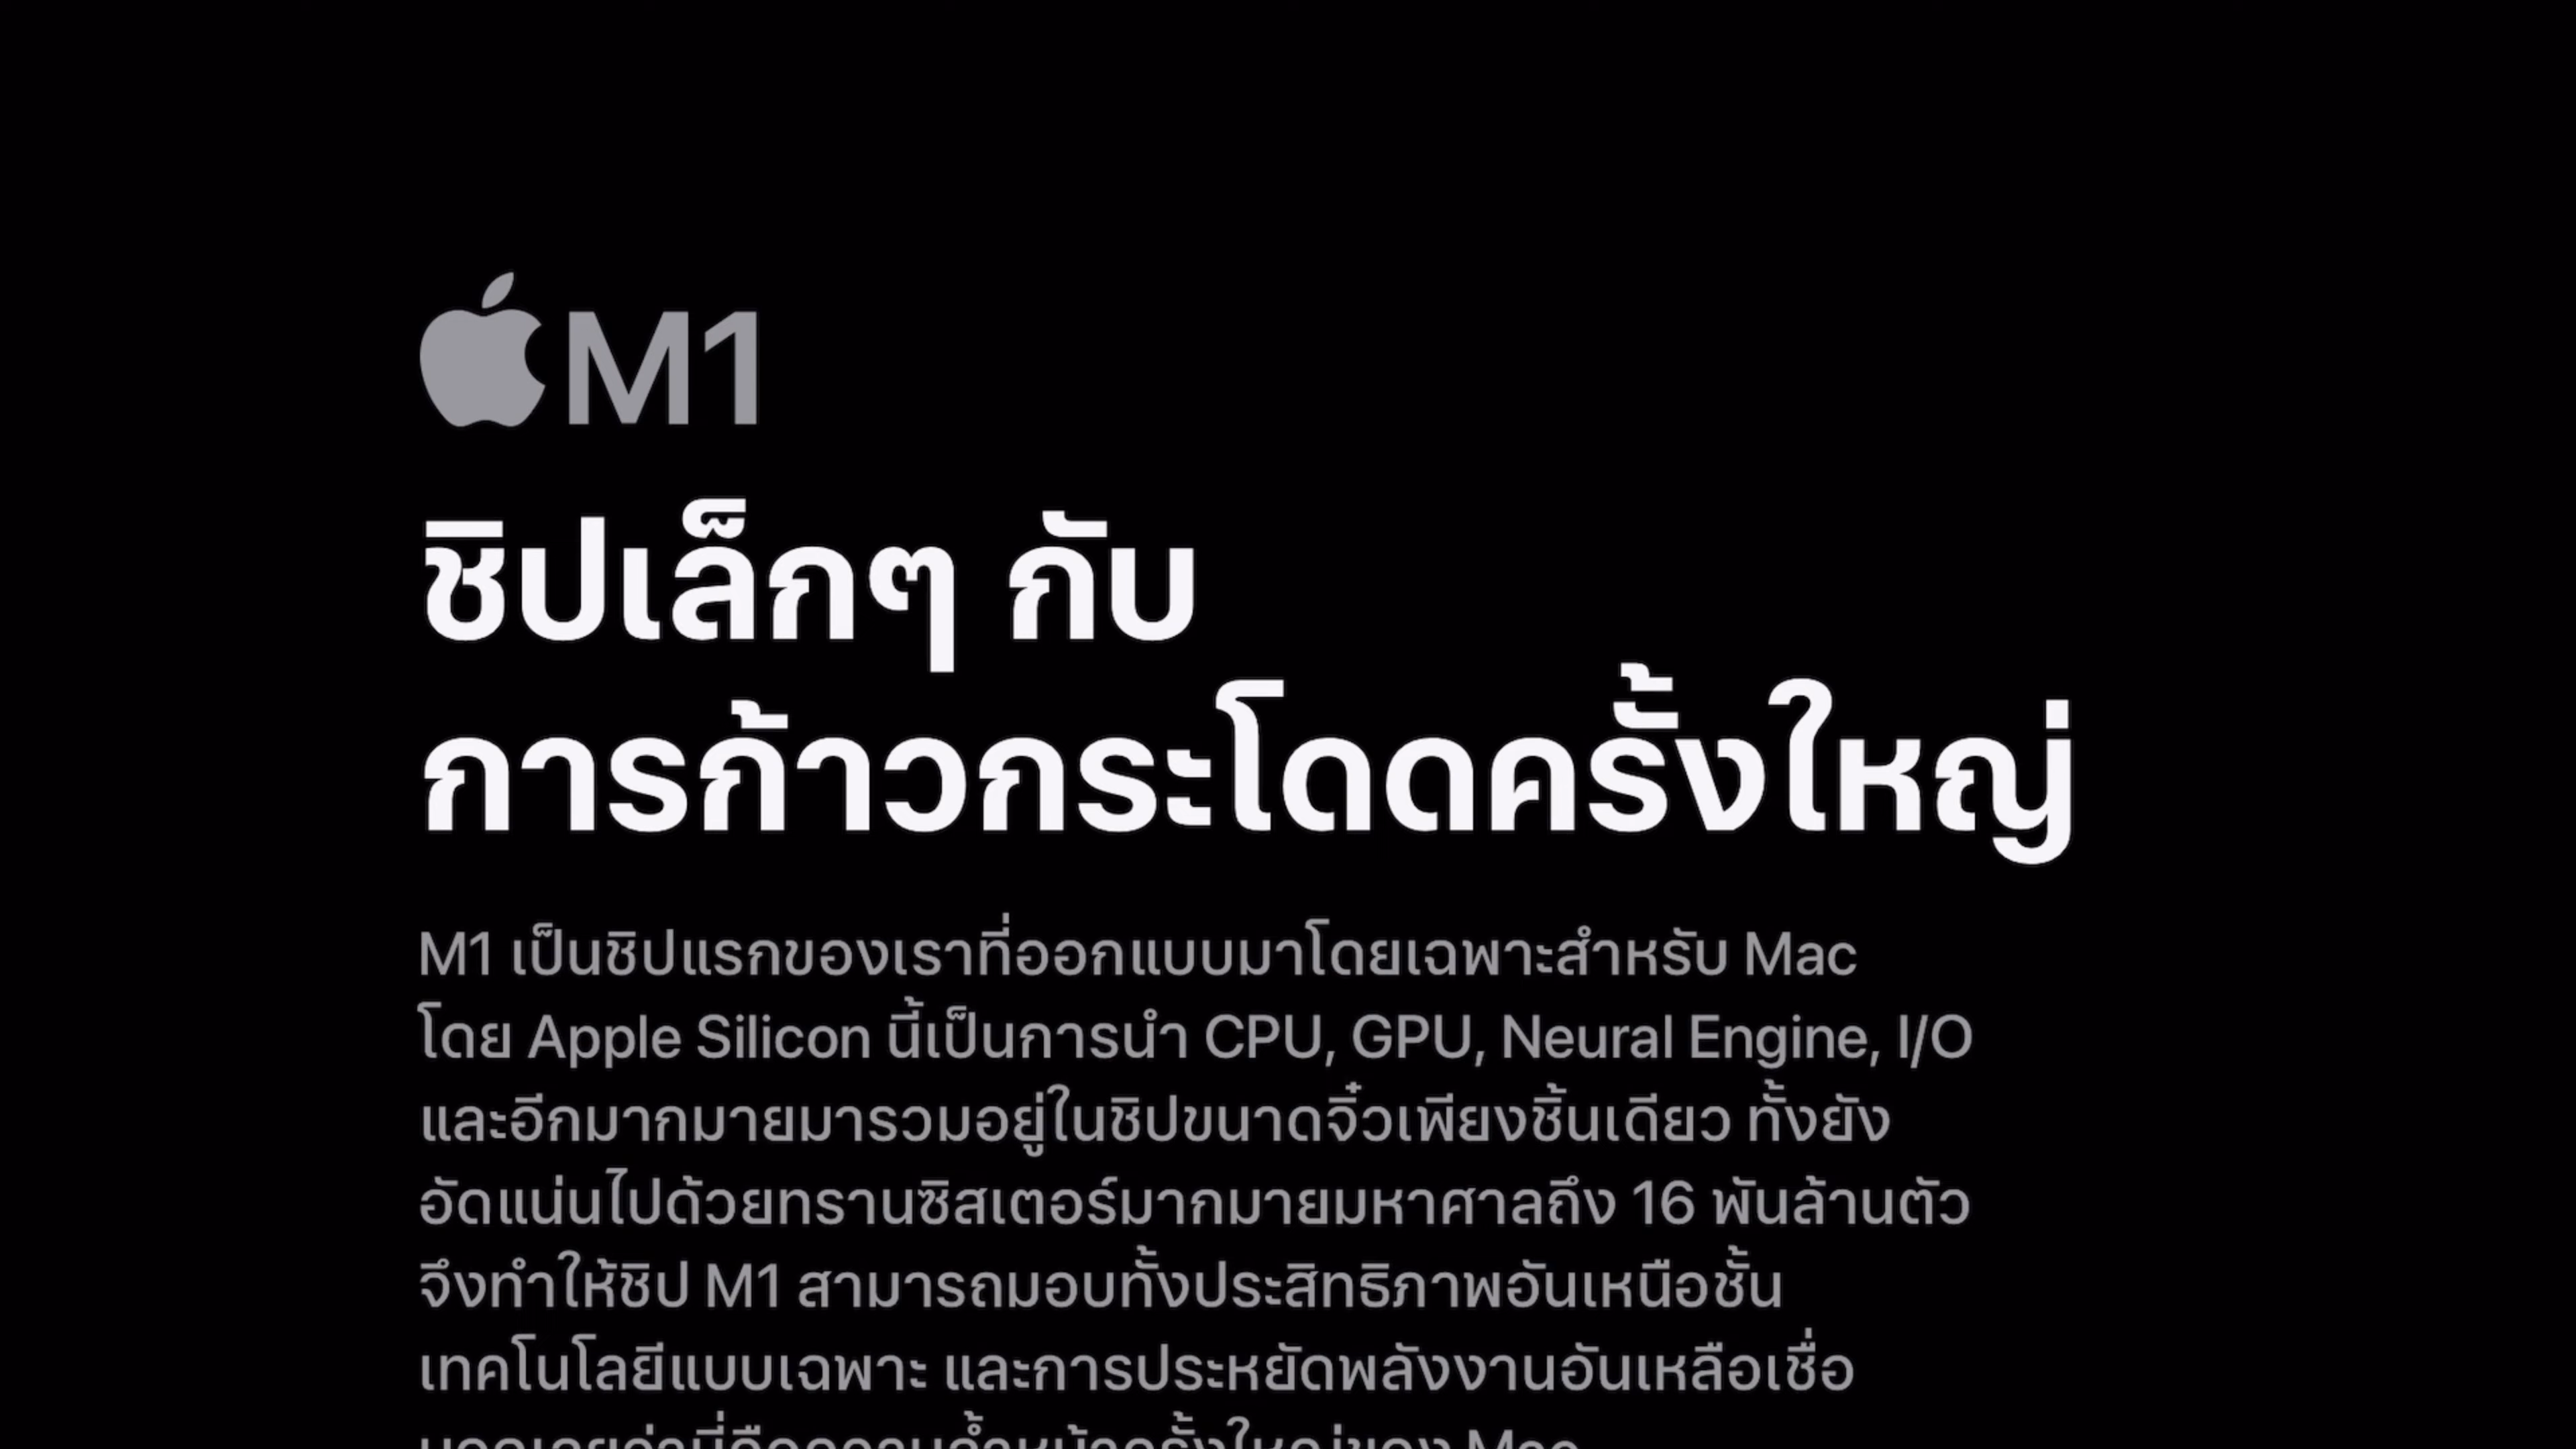 M1
ชิปเล็กๆ กับ
การก้าวกระโดดครั้งใหญ่
M1 เป็นชิปแรกของเราที่ออกแบบมาโดยเฉพาะสำหรับ Mac
โดย Apple Silicon นี้เป็นการนำ CPU, GPU, Neural Engine, I/O
และอีกมากมายมารวมอยู่ในชิปขนาดจิ๋วเพียงชิ้นเดียว ทั้งยัง
อัดแน่นไปด้วยทรานซิสเตอร์มากมายมหาศาลถึง 16 พันล้านตัว
จึงทำให้ชิป M1 สามารถมอบทั้งประสิทธิภาพอันเหนือชั้น
เทคโนโลยีแบบเฉพาะ และการประหยัดพลังงานอันเหลือเชื่อ